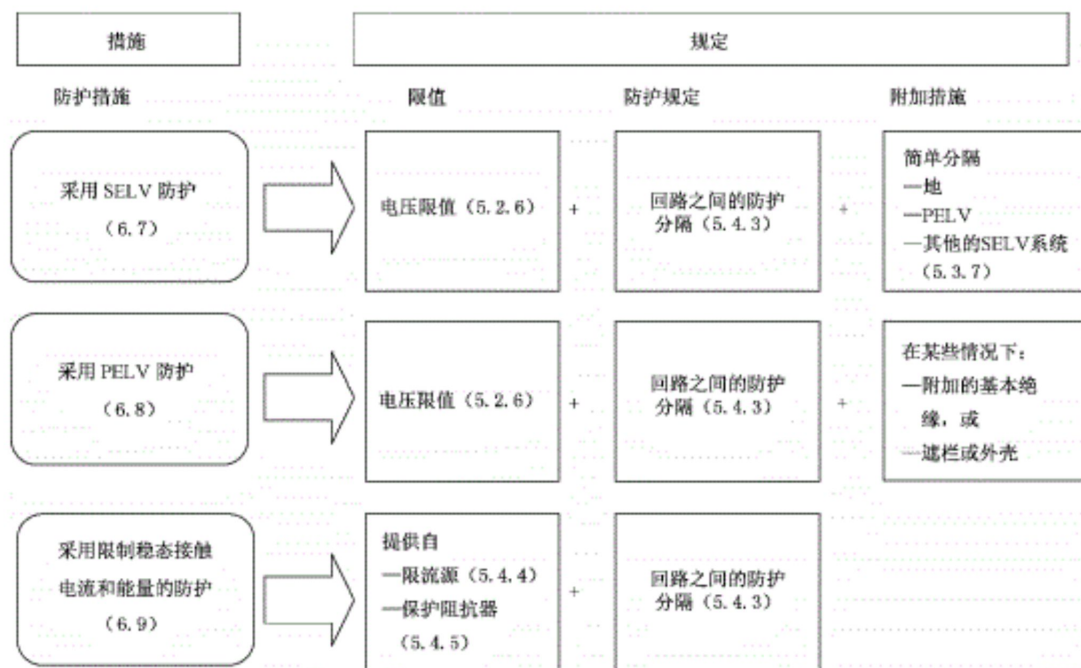 措施
规定
防护措施
限值
防护规定
附加措施
采用 SELV 防护
(6.7)
电压限值(5.2.6)
+
回路之间的防护
分隔(5.4.3)
+
简单分隔
—地
—PELV
—其他的SELV系统
(5.3.7)
采用 PELV 防护
(6.8)
电压限值(5.2.6)
+
回路之间的防护
分隔(5.4.3)
+
在某些情况下:
—附加的基本绝
缘,或
—遮栏或外壳
采用限制稳态接触
电流和能量的防护
(6.9)
提供自
—限流源(5.4.4)
—保护阻抗器
(5.4.5)
+
回路之间的防护
分隔(5.4.3)